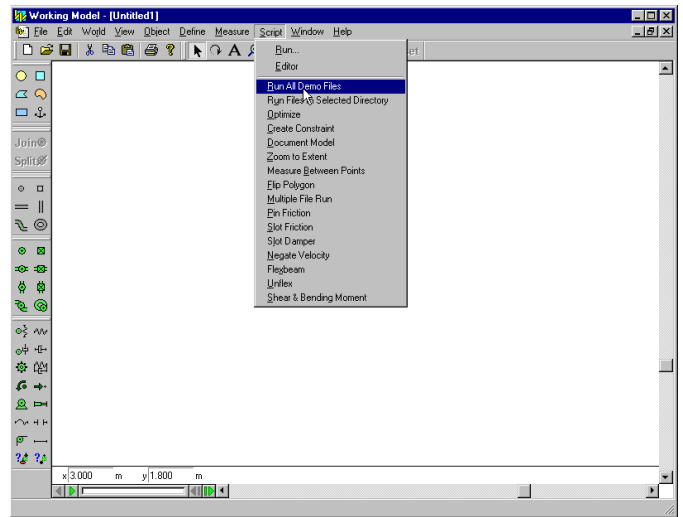 Working Model - [Untitled1]
File Edit World View Object Define Measure Script Window Help
A
Run...
Editor
Run All Demo Files
Run Files Selected Directory
Optimize
Create Constraint
Document Model
Zoom to Extent
Measure Between Points
Flip Polygon
Multiple File Run
Pin Friction
Slot Friction
Slot Damper
Negate Velocity
Flexbeam
Unflex
Shear & Bending Moment
Join
Split
x 3.000 m y 1.800 m